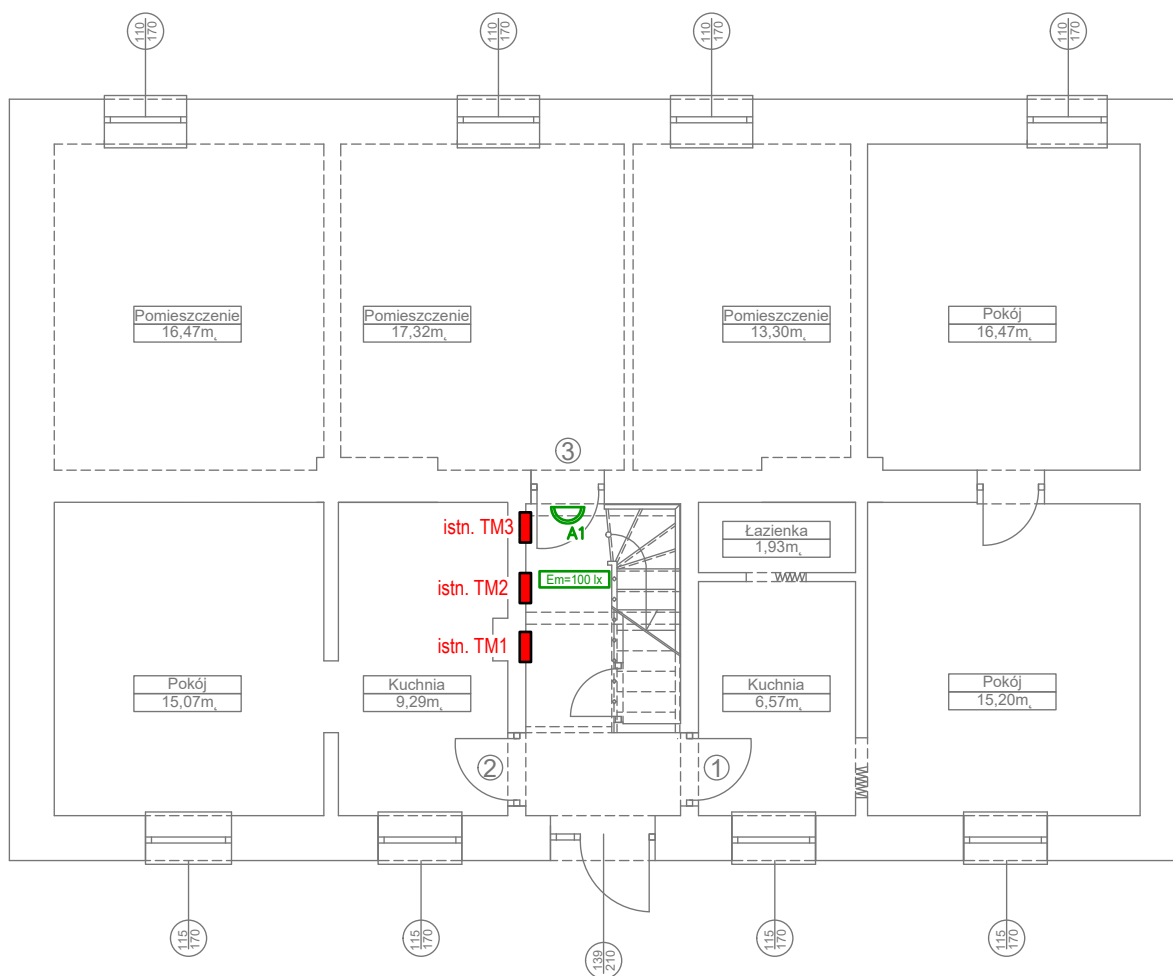 110
170
110
170
110
170
110
170
Pomieszczenie
16,47m
Pomieszczenie
17,32m
Pomieszczenie
13,30m
Pokój
16,47m
3
istn. TM3
A1
Łazienka
1,93m
istn. TM2
Em=100 lx
istn. TM1
Pokój
15,07m
Kuchnia
9,29m
Kuchnia
6,57m
Pokój
15,20m
2
1
115
170
115
170
139
210
115
170
115
170